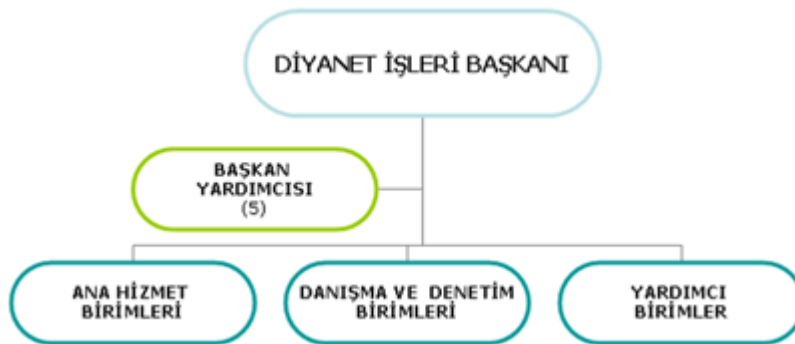 DİYANET İŞLERİ BAŞKANI
BAŞKAN
YARDIMCISI
(5)
ANA HİZMET
BİRİMLERİ
DANIŞMA VE DENETİM
BİRİMLERİ
YARDIMCI
BİRİMLER